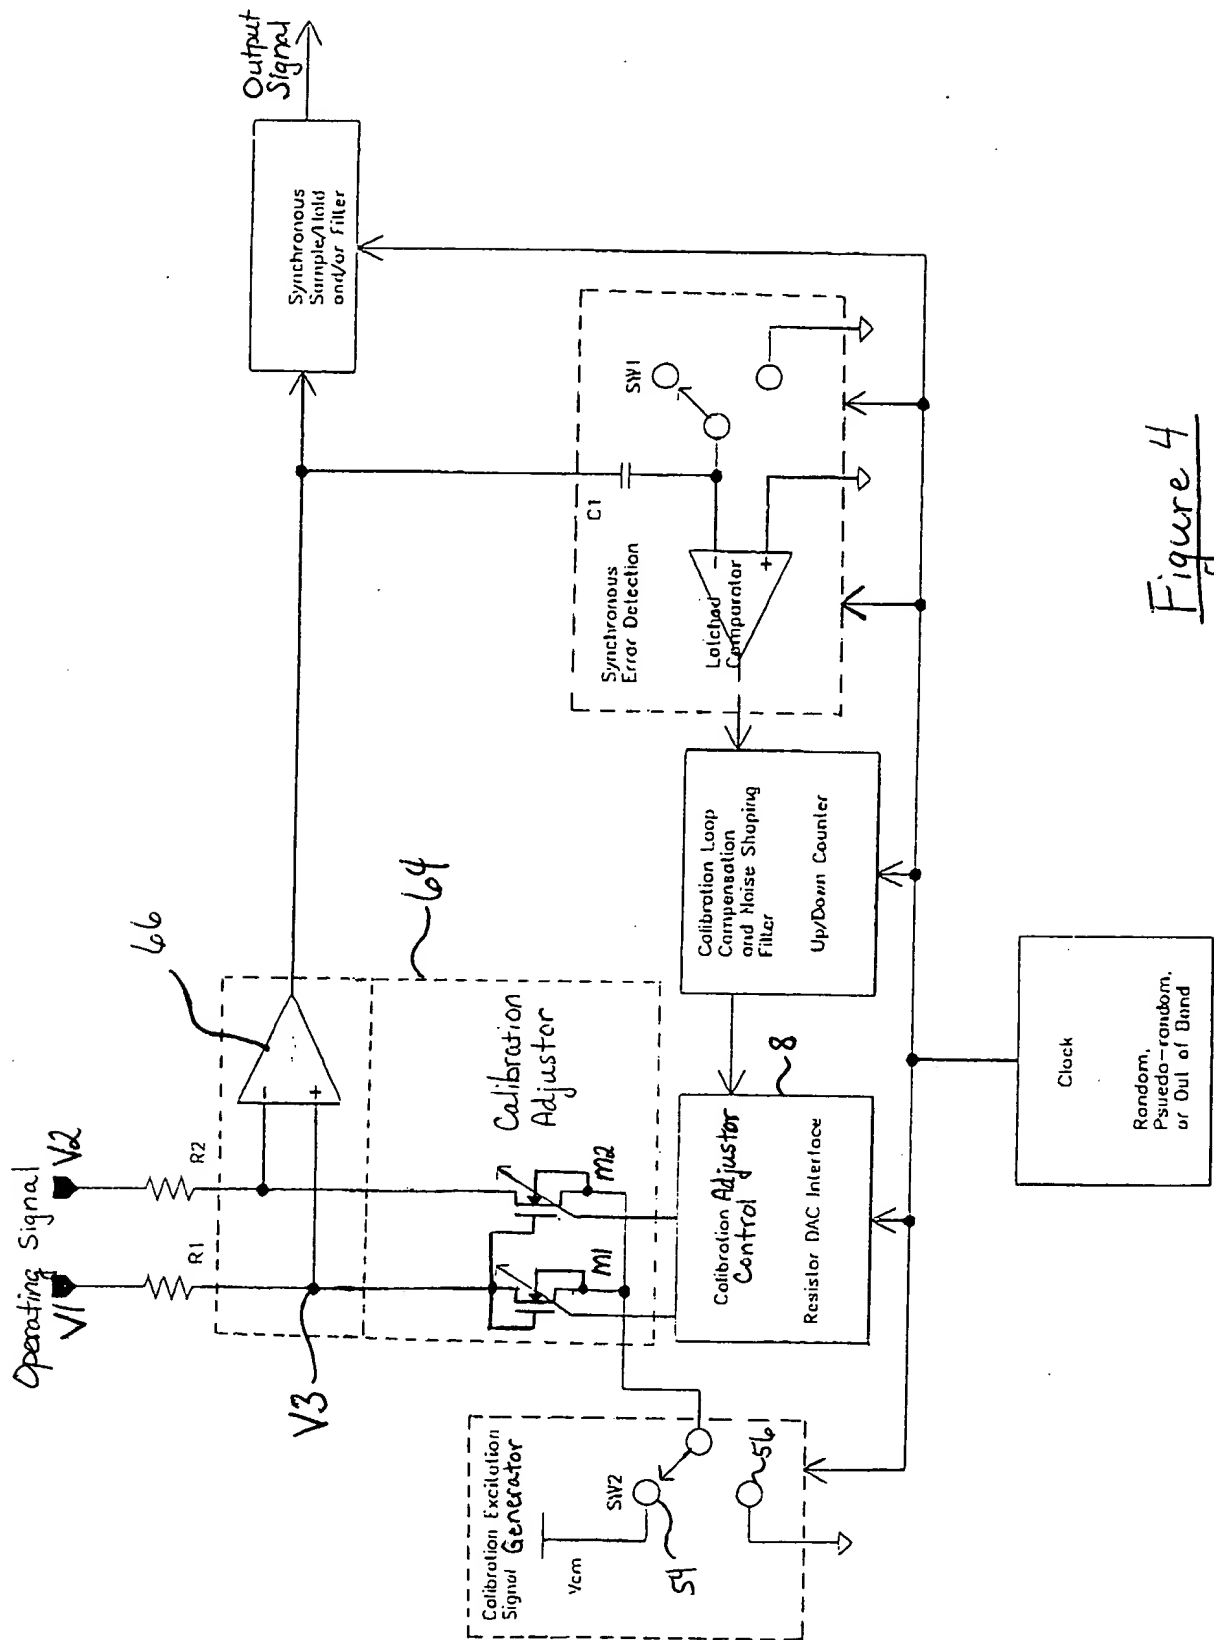 Operating Signal
V1
V2
R1
R2
V3
66
64
Calibration
Adjustor
M1
M2
Output
Signal
Synchronous
Sample/Hold
and/or Filter
Synchronous
Error Detection
C1
SW1
-
+
-
+
Latched
Comparator
Calibration Loop
Compensation
and Noise Shaping
Filter
Up/Down Counter
8
Calibration Adjustor
Control
Resistor DAC Interface
Calibration Excitation
Signal Generator
Vcm
SW2
54
56
Clock
Random,
Psuedo-random,
or Out of Band
Figure 4